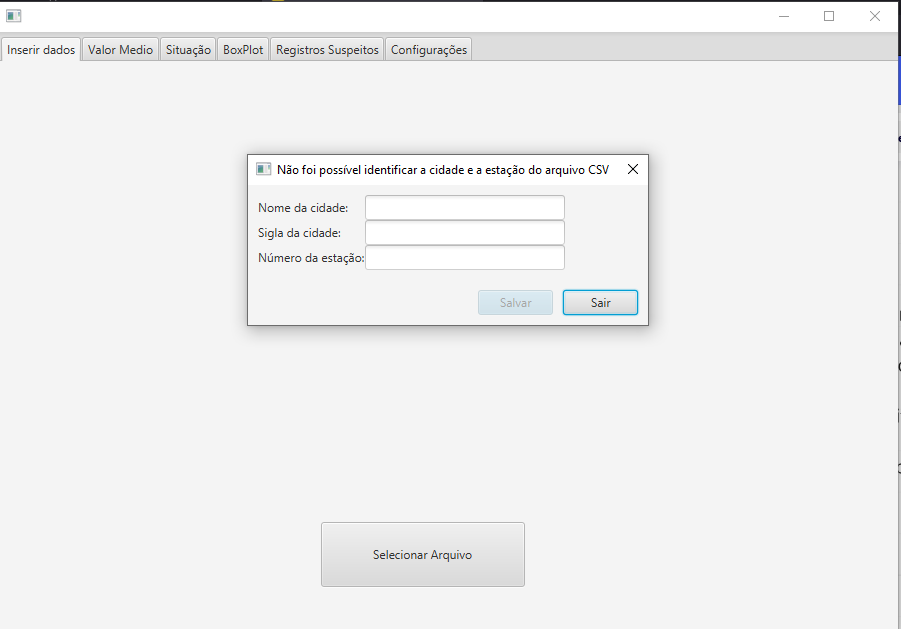 Inserir dados Valor Medio Situação BoxPlot Registros Suspeitos Configurações
Não foi possível identificar a cidade e a estação do arquivo CSV
Nome da cidade:
Sigla da cidade:
Número da estação:
Salvar Sair
Selecionar Arquivo